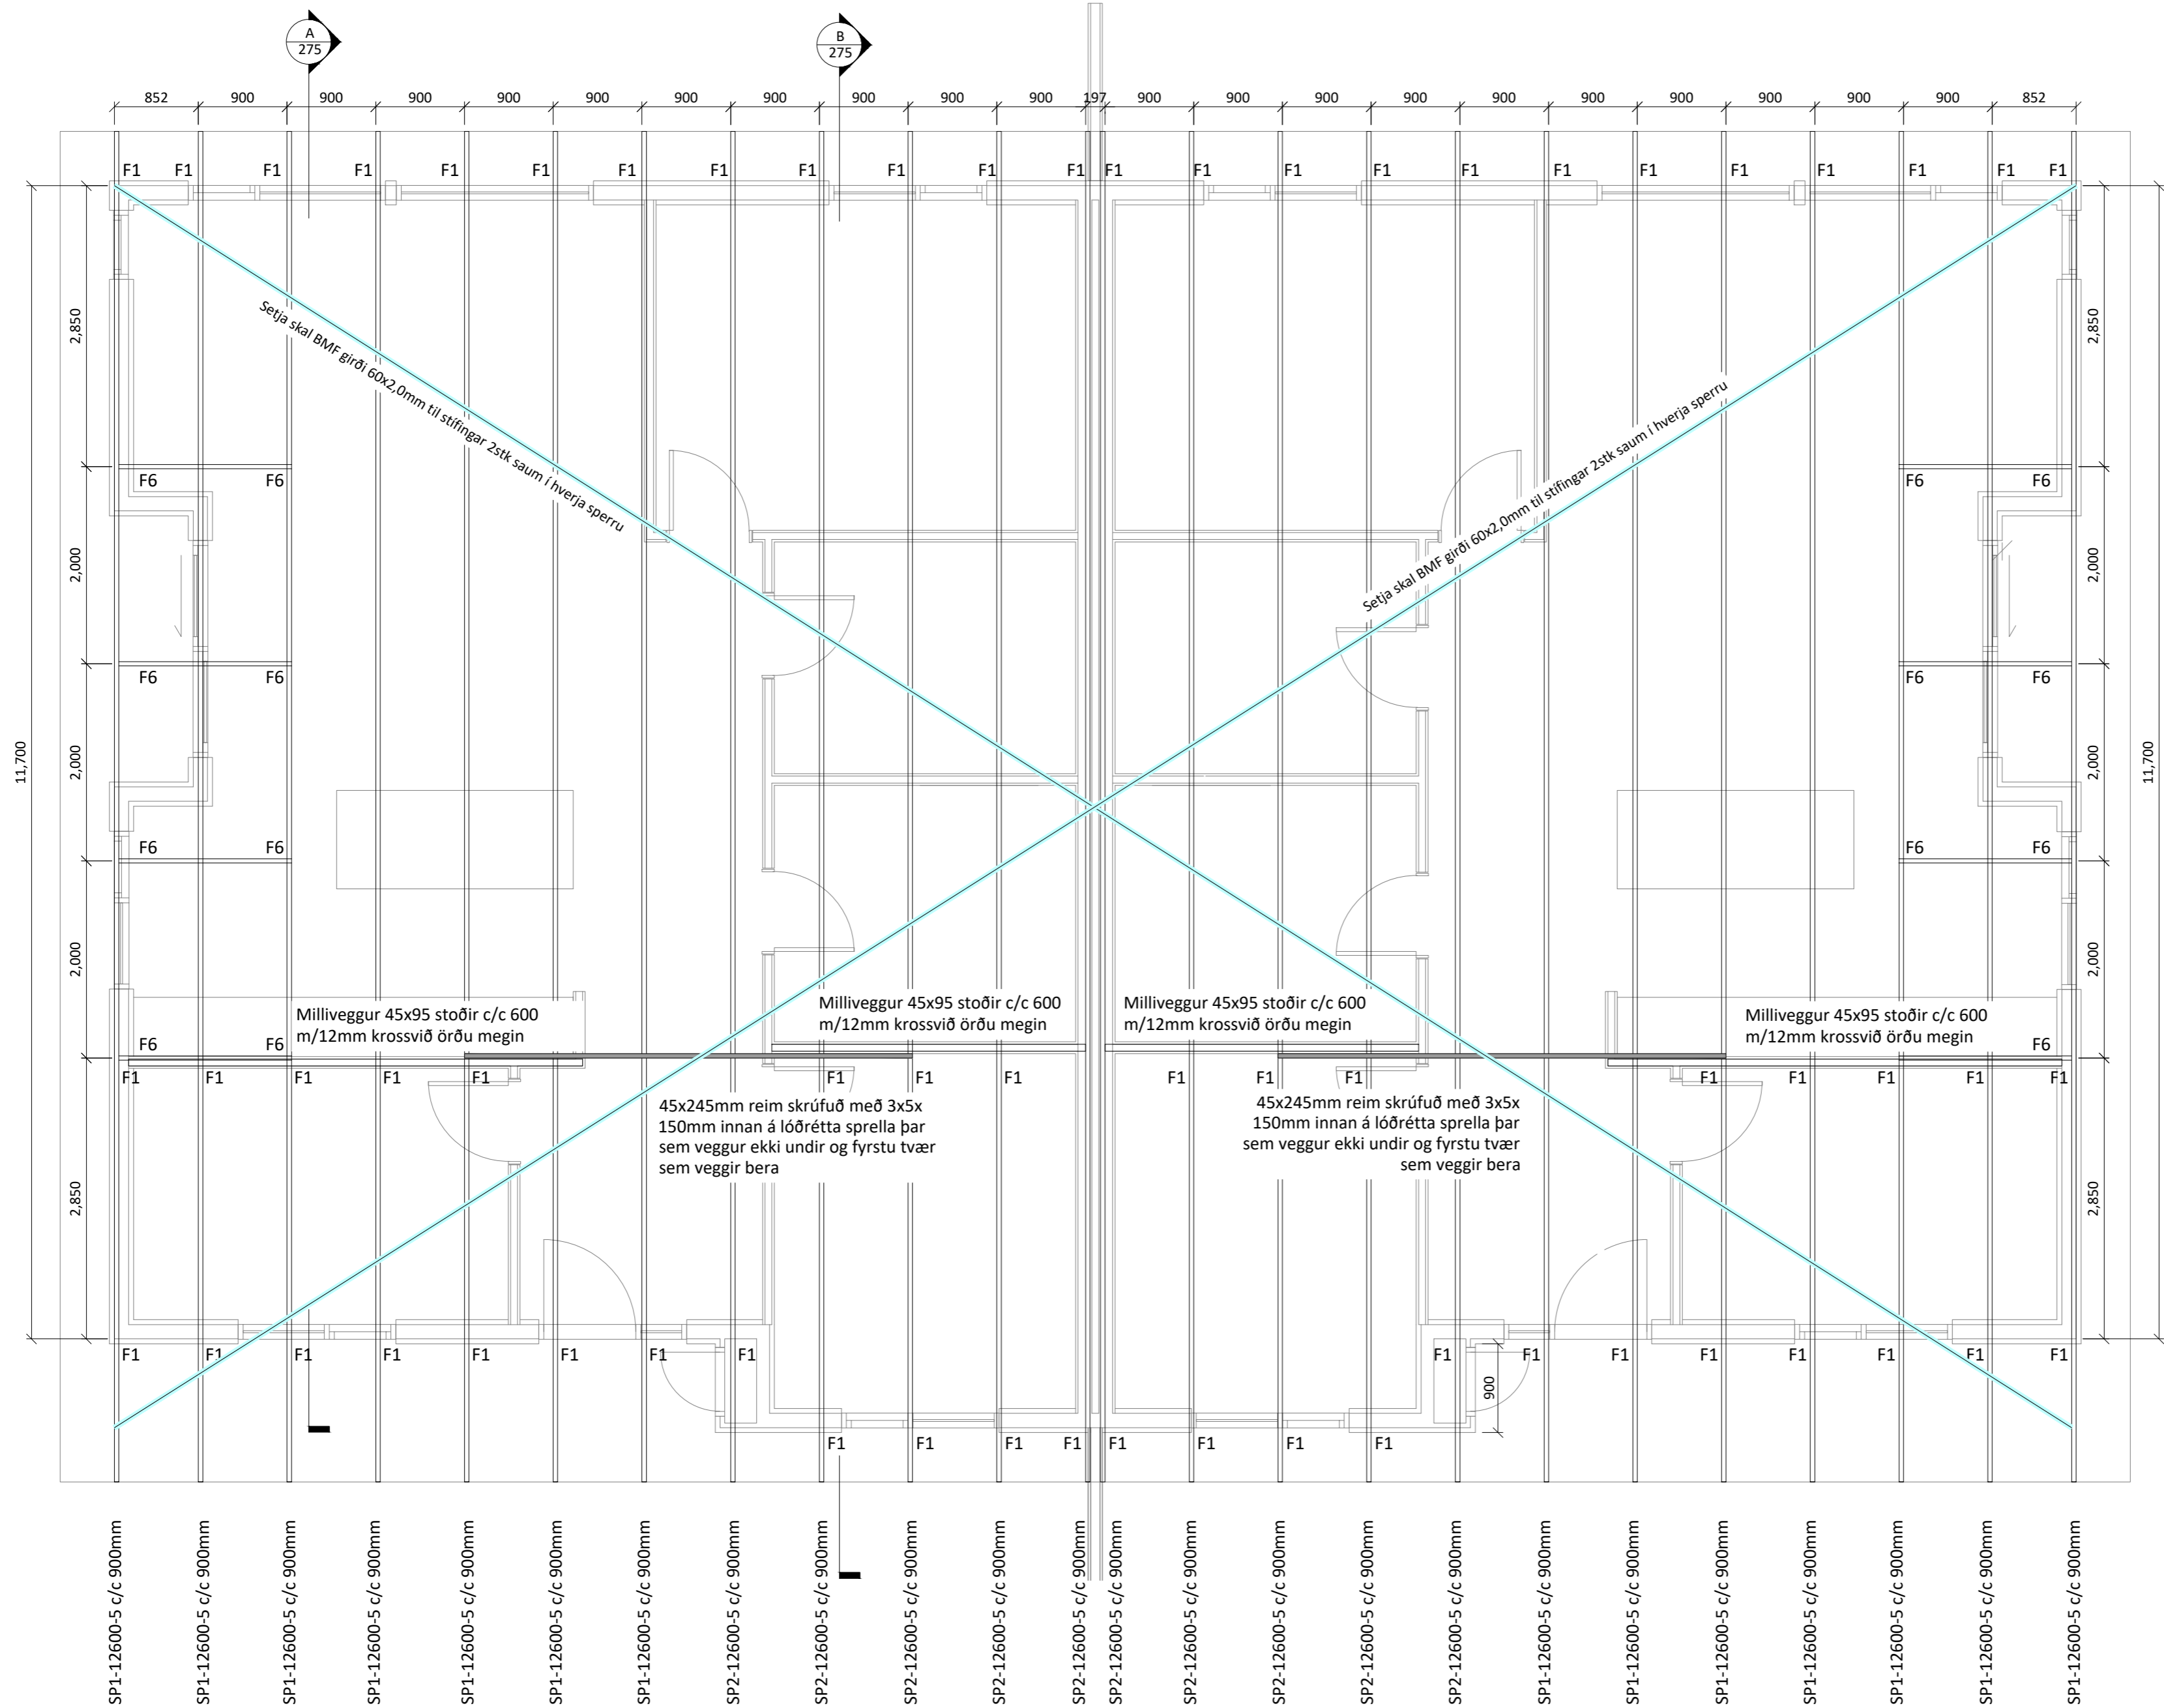 A
275
B
275
852 900 900 900 900 900 900 900 900 900 900 197 900 900 900 900 900 900 900 900 900 900 852
F1 F1 F1 F1 F1 F1 F1 F1 F1 F1 F1 F1 F1 F1 F1 F1 F1 F1 F1 F1 F1 F1 F1 F1
2,850
2,850
Setja skal BMF girði 60x2,0mm til stífingar 2stk saum í hverja sperru
Setja skal BMF girði 60x2,0mm til stífingar 2stk saum í hverja sperru
F6 F6 F6 F6
2,000
2,000
F6 F6 F6 F6
11,700
2,000
2,000
11,700
F6 F6 F6 F6
2,000
2,000
Milliveggur 45x95 stoðir c/c 600
m/12mm krossvið örðu megin
Milliveggur 45x95 stoðir c/c 600
m/12mm krossvið örðu megin
Milliveggur 45x95 stoðir c/c 600
m/12mm krossvið örðu megin
Milliveggur 45x95 stoðir c/c 600
m/12mm krossvið örðu megin
F6 F6 F6
F1 F1 F1 F1 F1 F1 F1 F1 F1 F1 F1 F1 F1 F1 F1 F1
45x245mm reim skrúfuð með 3x5x
150mm innan á lóðrétta sprella þar
sem veggur ekki undir og fyrstu tvær
sem veggir bera
45x245mm reim skrúfuð með 3x5x
150mm innan á lóðrétta sprella þar
sem veggur ekki undir og fyrstu tvær
sem veggir bera
2,850
2,850
F1 F1 F1 F1 F1 F1 F1 F1 F1 F1 F1 F1 F1 F1 F1 F1
900
F1 F1 F1 F1 F1 F1 F1 F1
SP1-12600-5 c/c 900mm
SP1-12600-5 c/c 900mm
SP1-12600-5 c/c 900mm
SP1-12600-5 c/c 900mm
SP1-12600-5 c/c 900mm
SP1-12600-5 c/c 900mm
SP1-12600-5 c/c 900mm
SP2-12600-5 c/c 900mm
SP2-12600-5 c/c 900mm
SP2-12600-5 c/c 900mm
SP2-12600-5 c/c 900mm
SP2-12600-5 c/c 900mm
SP2-12600-5 c/c 900mm
SP2-12600-5 c/c 900mm
SP2-12600-5 c/c 900mm
SP2-12600-5 c/c 900mm
SP2-12600-5 c/c 900mm
SP1-12600-5 c/c 900mm
SP1-12600-5 c/c 900mm
SP1-12600-5 c/c 900mm
SP1-12600-5 c/c 900mm
SP1-12600-5 c/c 900mm
SP1-12600-5 c/c 900mm
SP1-12600-5 c/c 900mm